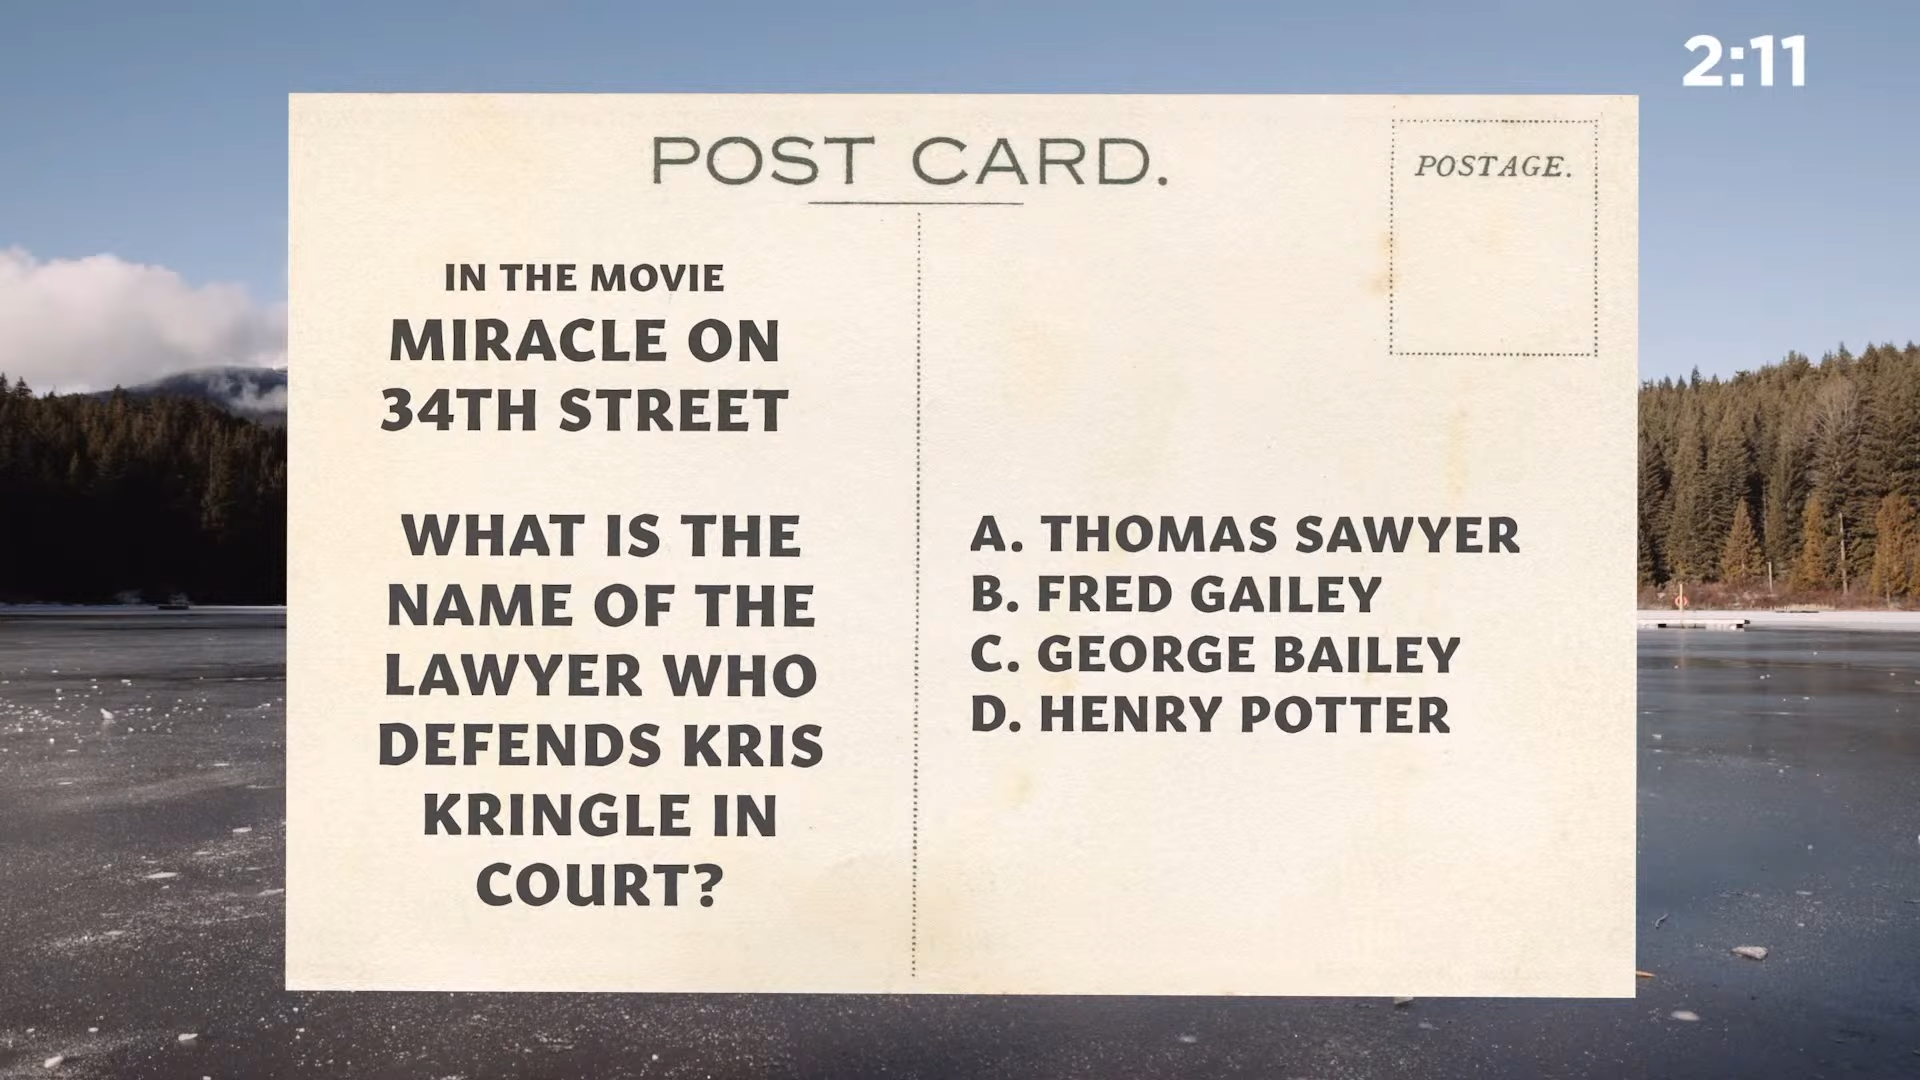 2:11
POST CARD.
POSTAGE.
IN THE MOVIE
MIRACLE ON
34TH STREET
WHAT IS THE
NAME OF THE
LAWYER WHO
DEFENDS KRIS
KRINGLE IN
COURT?
A. THOMAS SAWYER
B. FRED GAILEY
C. GEORGE BAILEY
D. HENRY POTTER